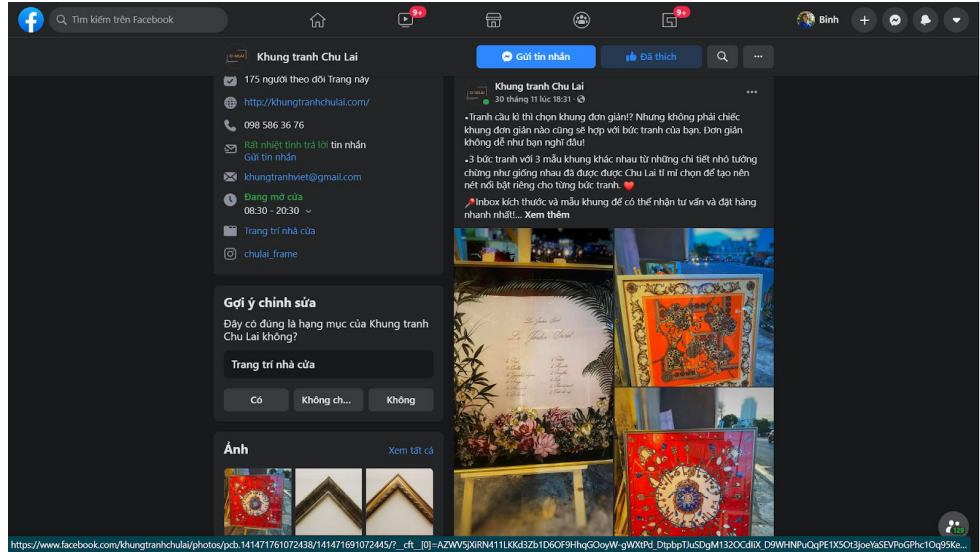 Tìm kiếm trên Facebook
9+
9+
Binh
Khung tranh Chu Lai
Gửi tin nhắn
Đã thích
175 người theo dõi Trang này
http://khungtranhchulai.com/
098 586 36 76
Rất nhiệt tình trả lời tin nhắn
Gửi tin nhắn
khungtranhviet@gmail.com
Đang mở cửa
08:30 - 20:30
Trang trí nhà cửa
chulai_frame
Gợi ý chỉnh sửa
Đây có đúng là hạng mục của Khung tranh
Chu Lai không?
Trang trí nhà cửa
Có
Không ch...
Không
Ảnh
Xem tất cả
Khung tranh Chu Lai
30 tháng 11 lúc 18:31
•Tranh cầu kì thì chọn khung đơn giản!? Nhưng không phải chiếc
khung đơn giản nào cũng sẽ hợp với bức tranh của bạn. Đơn giản
không dễ như bạn nghĩ đâu!
•3 bức tranh với 3 mẫu khung khác nhau từ những chi tiết nhỏ tưởng
chừng như giống nhau đã được được Chu Lai tỉ mỉ chọn để tạo nên
nét nổi bật riêng cho từng bức tranh. ❤️
📌Inbox kích thước và mẫu khung để có thể nhận tư vấn và đặt hàng
nhanh nhất!... Xem thêm
129